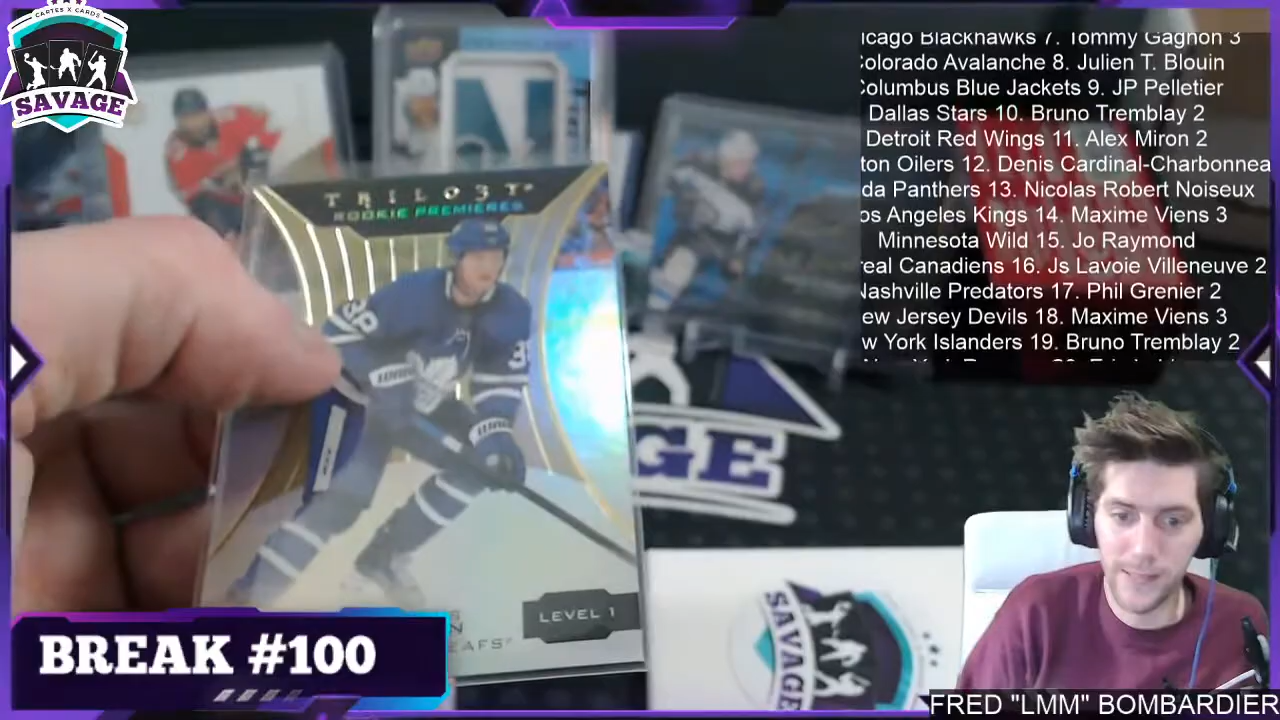 CARTES X CARDS
SAVAGE
icago Blackhawks 7. Tommy Gagnon 3
Colorado Avalanche 8. Julien T. Blouin
Columbus Blue Jackets 9. JP Pelletier
Dallas Stars 10. Bruno Tremblay 2
Detroit Red Wings 11. Alex Miron 2
ton Oilers 12. Denis Cardinal-Charbonnea
da Panthers 13. Nicolas Robert Noiseux
os Angeles Kings 14. Maxime Viens 3
Minnesota Wild 15. Jo Raymond
real Canadiens 16. Js Lavoie Villeneuve 2
Nashville Predators 17. Phil Grenier 2
ew Jersey Devils 18. Maxime Viens 3
w York Islanders 19. Bruno Tremblay 2
TRILOGY
ROOKIE PREMIERES
LEVEL 1
EAFS
GE
SAVAGE
BREAK #100
FRED "LMM" BOMBARDIER